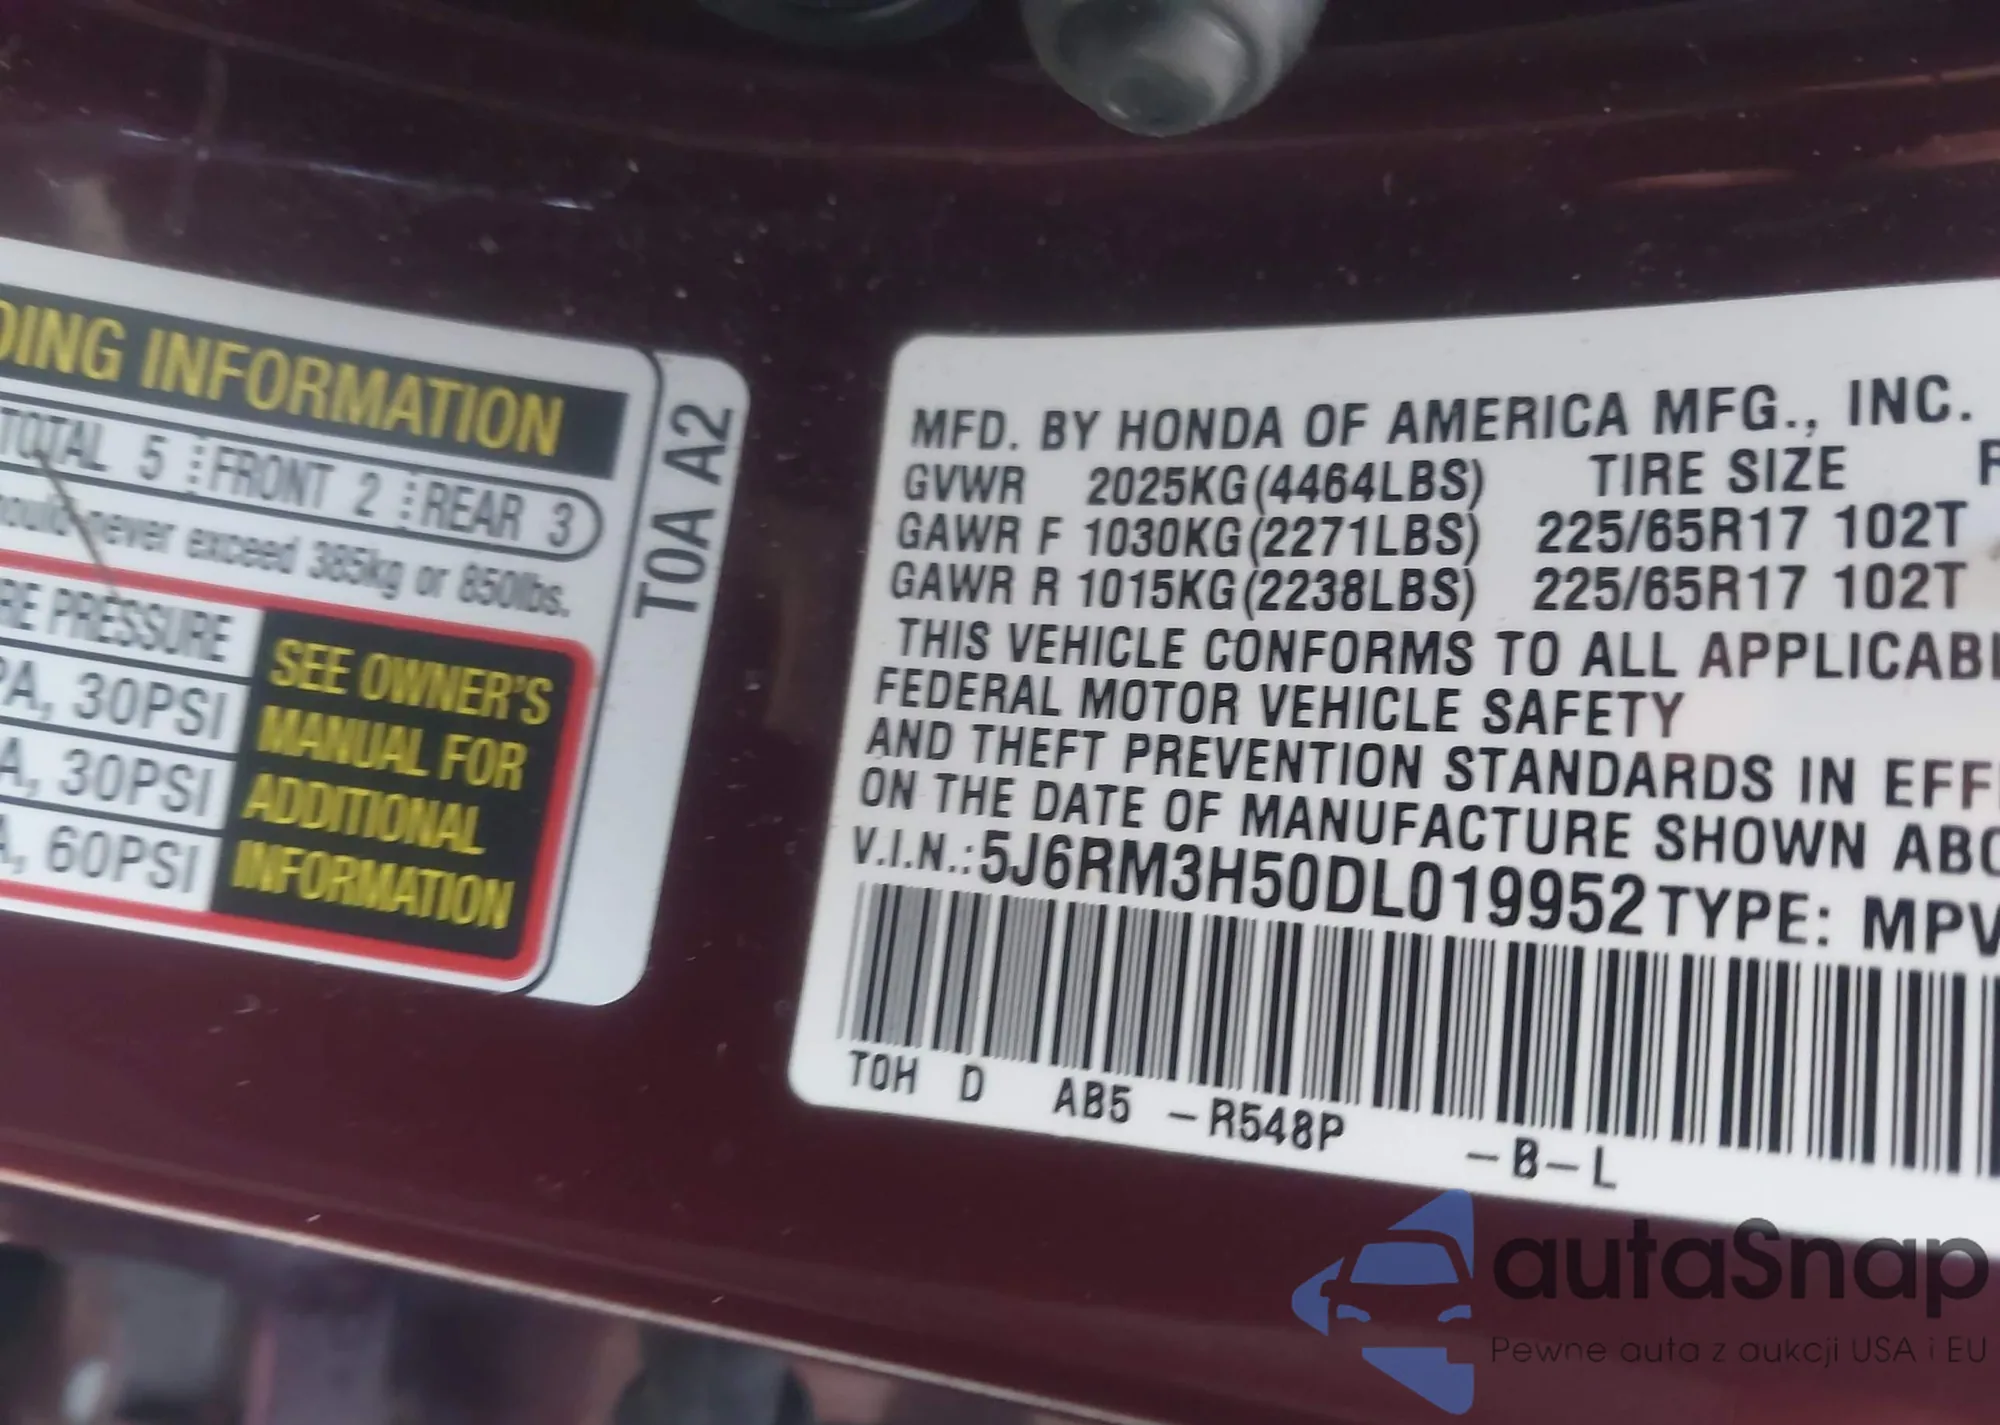 DING INFORMATION
TOTAL 5 FRONT 2 REAR 3
never exceed 385kg or 850lbs.
RE PRESSURE
PA, 30PSI
A, 30PSI
A, 60PSI
SEE OWNER'S
MANUAL FOR
ADDITIONAL
INFORMATION
T0A A2
MFD. BY HONDA OF AMERICA MFG., INC.
GVWR 2025KG(4464LBS) TIRE SIZE R
GAWR F 1030KG(2271LBS) 225/65R17 102T
GAWR R 1015KG(2238LBS) 225/65R17 102T
THIS VEHICLE CONFORMS TO ALL APPLICABL
FEDERAL MOTOR VEHICLE SAFETY
AND THEFT PREVENTION STANDARDS IN EFFE
ON THE DATE OF MANUFACTURE SHOWN ABO
V.I.N.:5J6RM3H50DL019952 TYPE: MPV
T0H D AB5 -R548P -B-L
autaSnap
Pewne auta z aukcji USA i EU